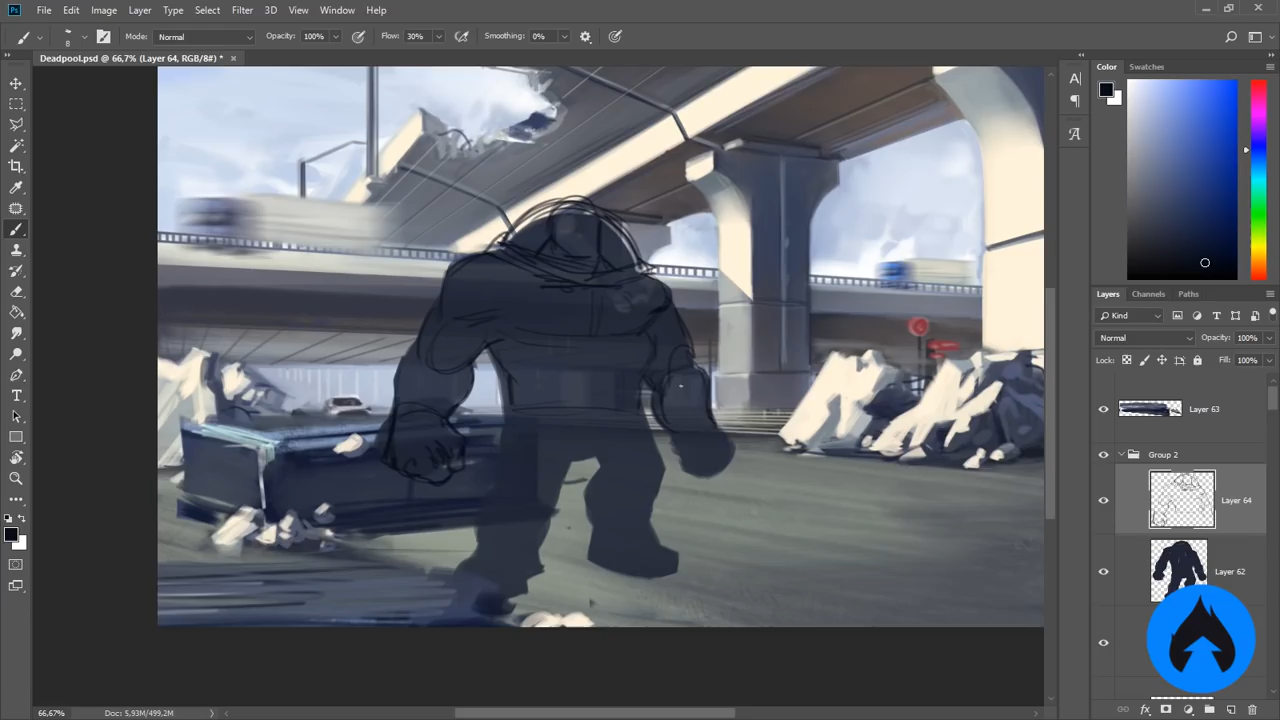 Ps File Edit Image Layer Type Select Filter 3D View Window Help
8 Mode: Normal Opacity: 100% Flow: 30% Smoothing: 0%
Deadpool.psd @ 66,7% (Layer 64, RGB/8#) *
Color Swatches
Layers Channels Paths
Kind
Normal Opacity: 100%
Lock: Fill: 100%
Layer 63
Group 2
Layer 64
Layer 62
66,67% Doc: 5,93M/499,2M